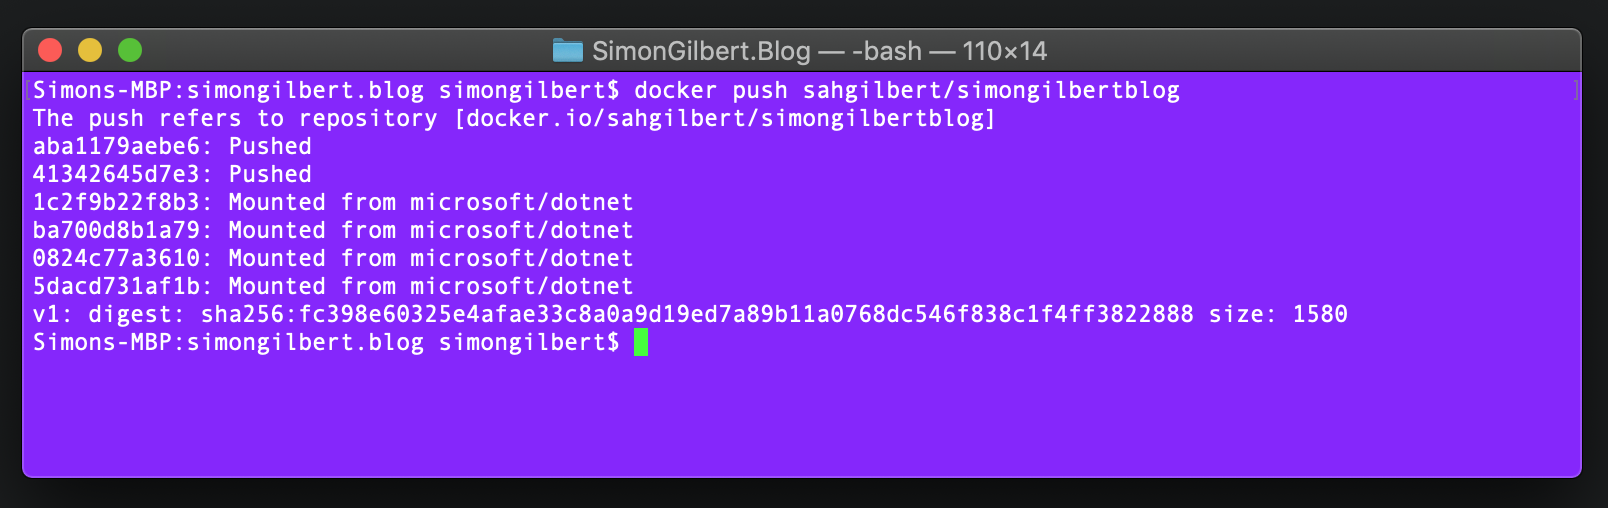 SimonGilbert.Blog — -bash — 110×14
[Simons-MBP:simongilbert.blog simongilbert$ docker push sahgilbert/simongilbertblog ]
The push refers to repository [docker.io/sahgilbert/simongilbertblog]
aba1179aebe6: Pushed
41342645d7e3: Pushed
1c2f9b22f8b3: Mounted from microsoft/dotnet
ba700d8b1a79: Mounted from microsoft/dotnet
0824c77a3610: Mounted from microsoft/dotnet
5dacd731af1b: Mounted from microsoft/dotnet
v1: digest: sha256:fc398e60325e4afae33c8a0a9d19ed7a89b11a0768dc546f838c1f4ff3822888 size: 1580
Simons-MBP:simongilbert.blog simongilbert$